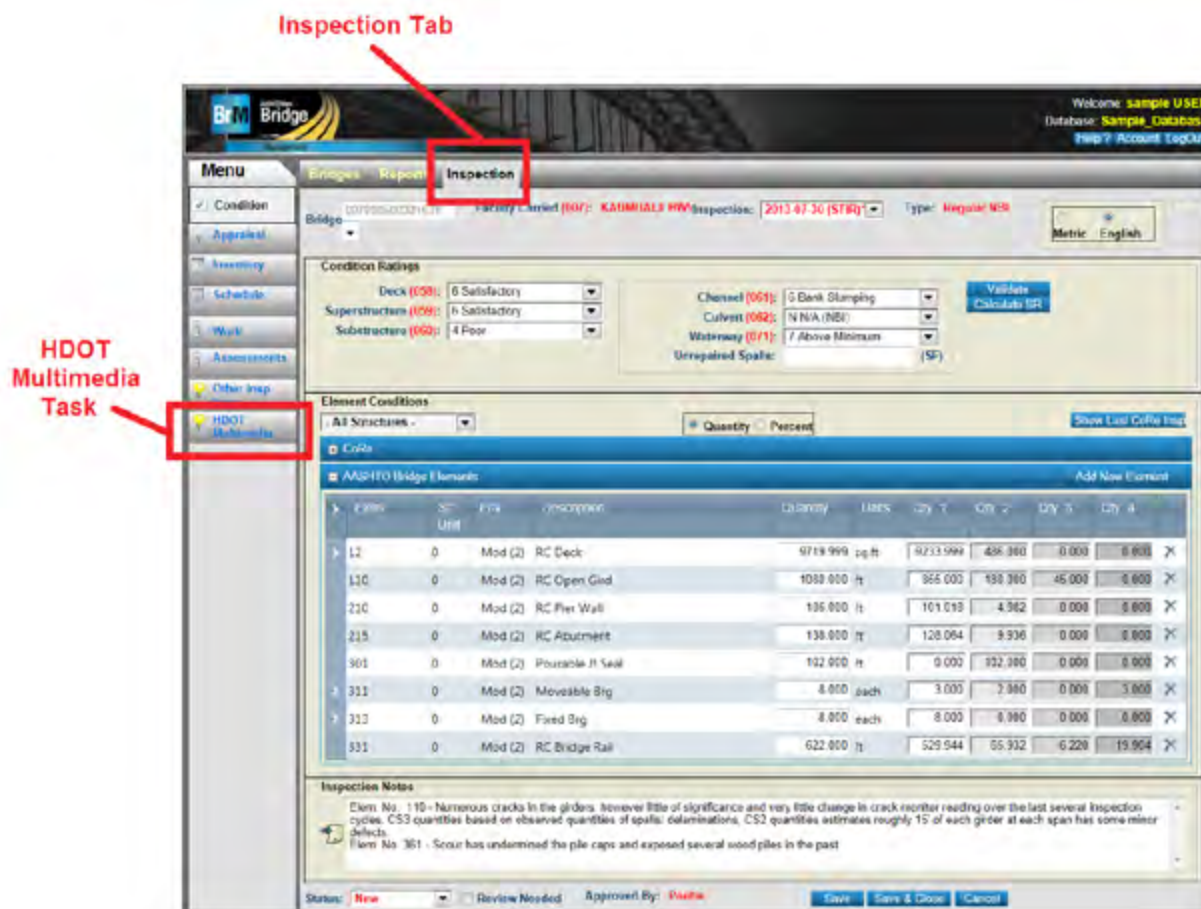 Inspection Tab
HDOT
Multimedia
Task
BrM Bridge
Welcome: sample USER
Database: Sample_Databas
Help ? Account LogOu
Menu
Bridges Report Inspection
Condition
Appraisal
Inventory
Schedule
Work
Assessments
Other Insp
HDOT
Multimedia
Bridge
Facility Carried (007): KAUMUALII HWY Inspection: 2013-07-30 (STIR) Type: Regular NBI
Metric English
Condition Ratings
Deck (058): 6 Satisfactory
Superstructure (059): 6 Satisfactory
Substructure (060): 4 Poor
Channel (061): 6 Bank Slumping
Culvert (062): N N/A (NBI)
Waterway (071): 7 Above Minimum
Unrepaired Spalls: (SF)
Validate
Calculate SR
Element Conditions
- All Structures -
Quantity Percent
Show Last CoRe Insp
CoRe
AASHTO Bridge Elements Add New Element
Elem Env Description Quantity Units Qty 1 Qty 2 Qty 3 Qty 4
Unit
12 0 Mod (2) RC Deck 9719.999 sq.ft 9233.999 486.000 0.000 0.000
110 0 Mod (2) RC Open Gird 1080.000 ft 46.000 0.000
210 0 Mod (2) RC Pier Wall 106.000 ft 101.018 4.982 0.000 0.000
215 0 Mod (2) RC Abutment 138.000 ft 128.064 9.936 0.000 0.000
301 0 Mod (2) Pourable Jt Seal 102.000 ft 0.000 102.000 0.000 0.000
311 0 Mod (2) Moveable Brg 8.000 each 3.000 2.000 0.000 3.000
313 0 Mod (2) Fixed Brg 8.000 each 8.000 0.000 0.000 0.000
331 0 Mod (2) RC Bridge Rail 622.000 ft 529.944 6.220 19.904
Inspection Notes
Elem. No. 110 - Numerous cracks in the girders, however little of significance and very little change in crack monitor reading over the last several inspection
cycles. CS3 quantities based on observed quantities of spalls, delaminations. CS2 quantities estimates roughly 15' of each girder at each span has some minor
defects.
Elem. No. 361 - Scour has undermined the pile caps and exposed several wood piles in the past
Status: New Review Needed Approved By: Pontis Save Save & Close Cancel